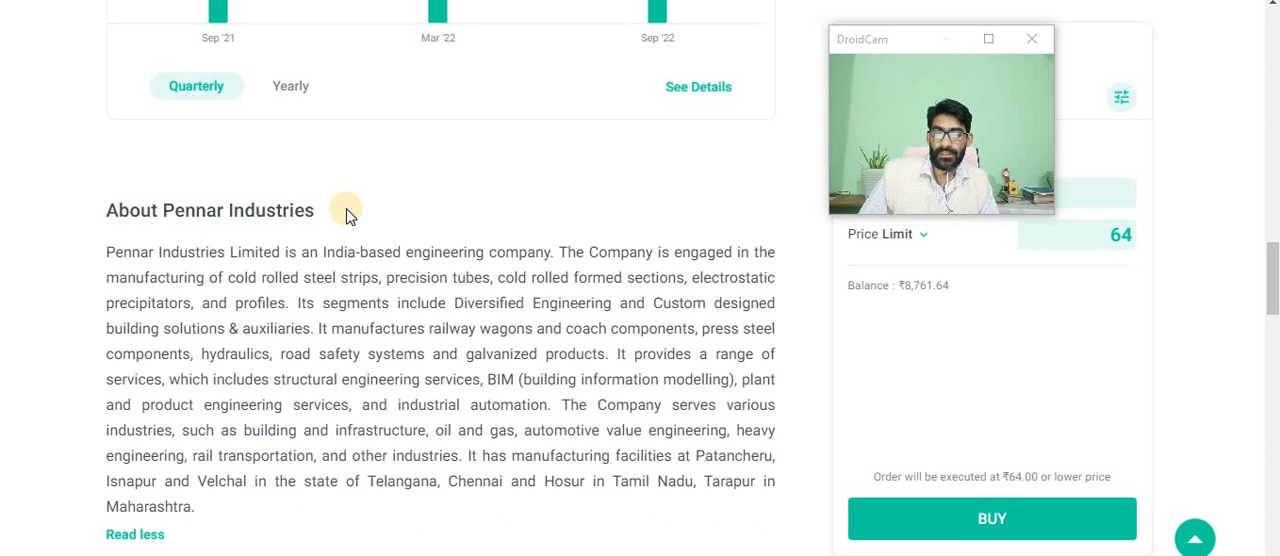 Sep '21
Mar '22
Sep '22
Quarterly
Yearly
See Details
About Pennar Industries
Pennar Industries Limited is an India-based engineering company. The Company is engaged in the
manufacturing of cold rolled steel strips, precision tubes, cold rolled formed sections, electrostatic
precipitators, and profiles. Its segments include Diversified Engineering and Custom designed
building solutions & auxiliaries. It manufactures railway wagons and coach components, press steel
components, hydraulics, road safety systems and galvanized products. It provides a range of
services, which includes structural engineering services, BIM (building information modelling), plant
and product engineering services, and industrial automation. The Company serves various
industries, such as building and infrastructure, oil and gas, automotive value engineering, heavy
engineering, rail transportation, and other industries. It has manufacturing facilities at Patancheru,
Isnapur and Velchal in the state of Telangana, Chennai and Hosur in Tamil Nadu, Tarapur in
Maharashtra.
Read less
DroidCam
Price Limit
64
Balance : ₹8,761.64
Order will be executed at ₹64.00 or lower price
BUY